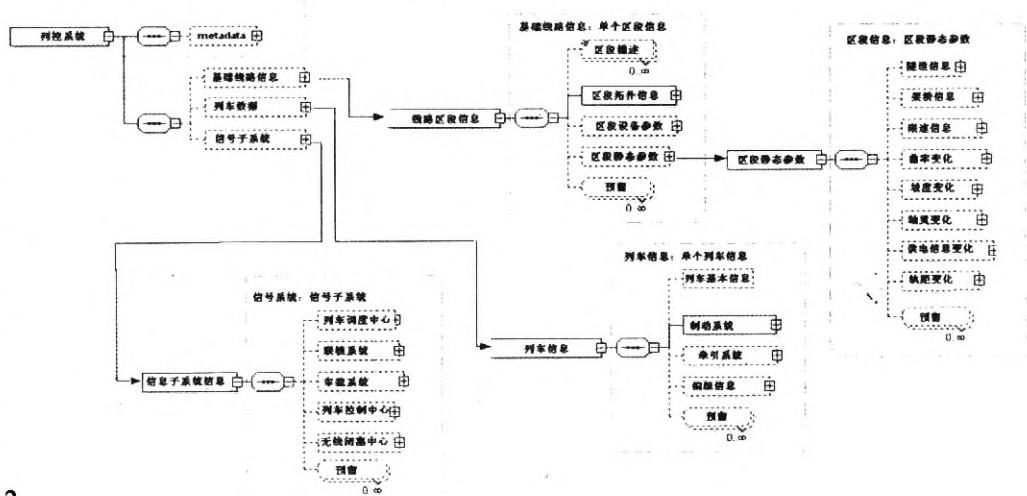 列控系统
metadata
基础线路信息
列车数据
信号子系统
基础线路信息：单个区段信息
线路区段信息
区段描述
0..∞
区段拓扑信息
区段设备参数
区段静态参数
预留
0..∞
区段信息：区段静态参数
区段静态参数
隧道信息
桥梁信息
限速信息
曲率变化
坡度变化
轴重变化
供电信息变化
轨距变化
预留
0..∞
列车信息：单个列车信息
列车信息
列车基本信息
制动系统
牵引系统
编组信息
预留
0..∞
信号系统：信号子系统
信息子系统信息
列车调度中心
联锁系统
车载系统
列车控制中心
无线闭塞中心
预留
0..∞